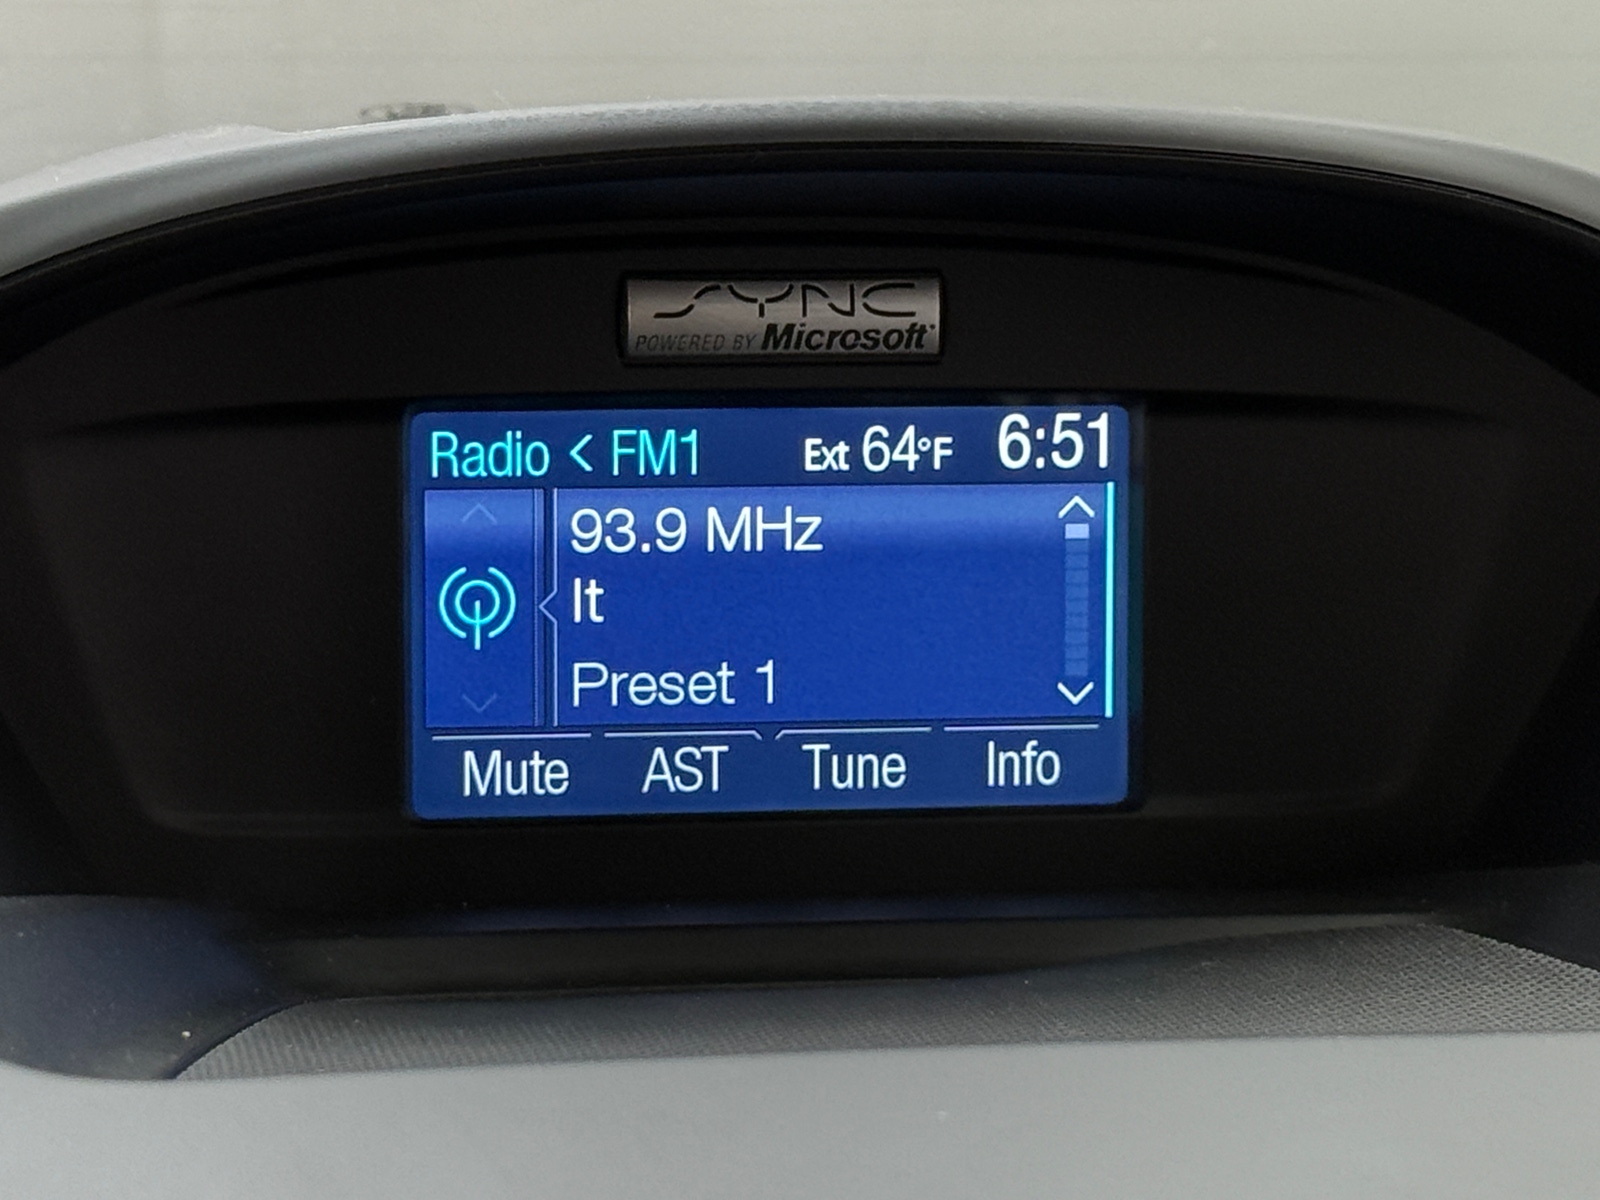 SYNC
POWERED BY Microsoft
Radio < FM1 Ext 64°F 6:51
93.9 MHz
It
Preset 1
Mute AST Tune Info